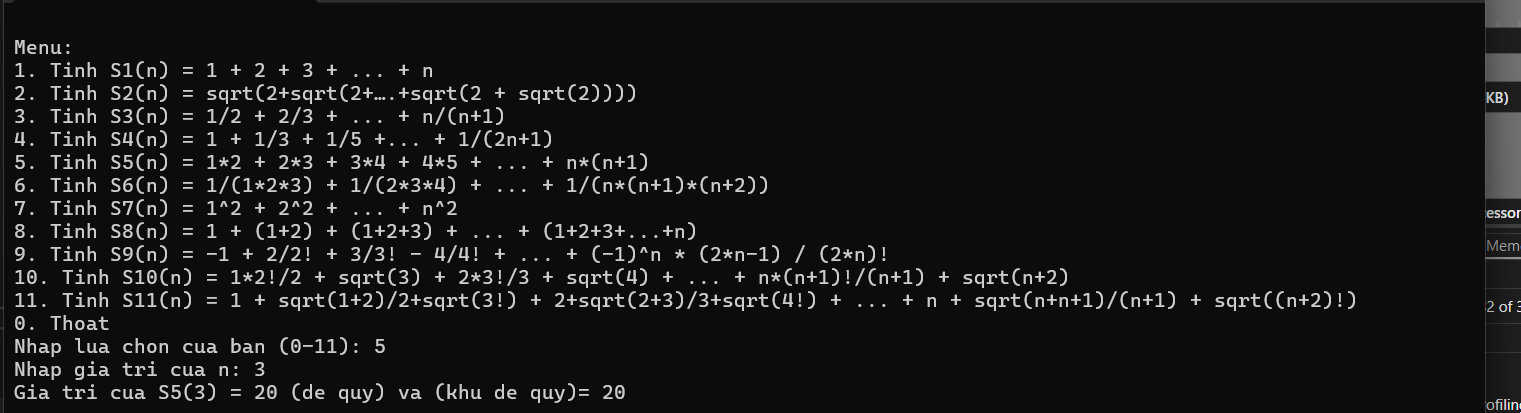 Menu:
1. Tinh S1(n) = 1 + 2 + 3 + ... + n
2. Tinh S2(n) = sqrt(2+sqrt(2+….+sqrt(2 + sqrt(2))))
3. Tinh S3(n) = 1/2 + 2/3 + ... + n/(n+1)
4. Tinh S4(n) = 1 + 1/3 + 1/5 +... + 1/(2n+1)
5. Tinh S5(n) = 1*2 + 2*3 + 3*4 + 4*5 + ... + n*(n+1)
6. Tinh S6(n) = 1/(1*2*3) + 1/(2*3*4) + ... + 1/(n*(n+1)*(n+2))
7. Tinh S7(n) = 1^2 + 2^2 + ... + n^2
8. Tinh S8(n) = 1 + (1+2) + (1+2+3) + ... + (1+2+3+...+n)
9. Tinh S9(n) = -1 + 2/2! + 3/3! - 4/4! + ... + (-1)^n * (2*n-1) / (2*n)!
10. Tinh S10(n) = 1*2!/2 + sqrt(3) + 2*3!/3 + sqrt(4) + ... + n*(n+1)!/(n+1) + sqrt(n+2)
11. Tinh S11(n) = 1 + sqrt(1+2)/2+sqrt(3!) + 2+sqrt(2+3)/3+sqrt(4!) + ... + n + sqrt(n+n+1)/(n+1) + sqrt((n+2)!)
0. Thoat
Nhap lua chon cua ban (0-11): 5
Nhap gia tri cua n: 3
Gia tri cua S5(3) = 20 (de quy) va (khu de quy)= 20
KB)
2 of 3